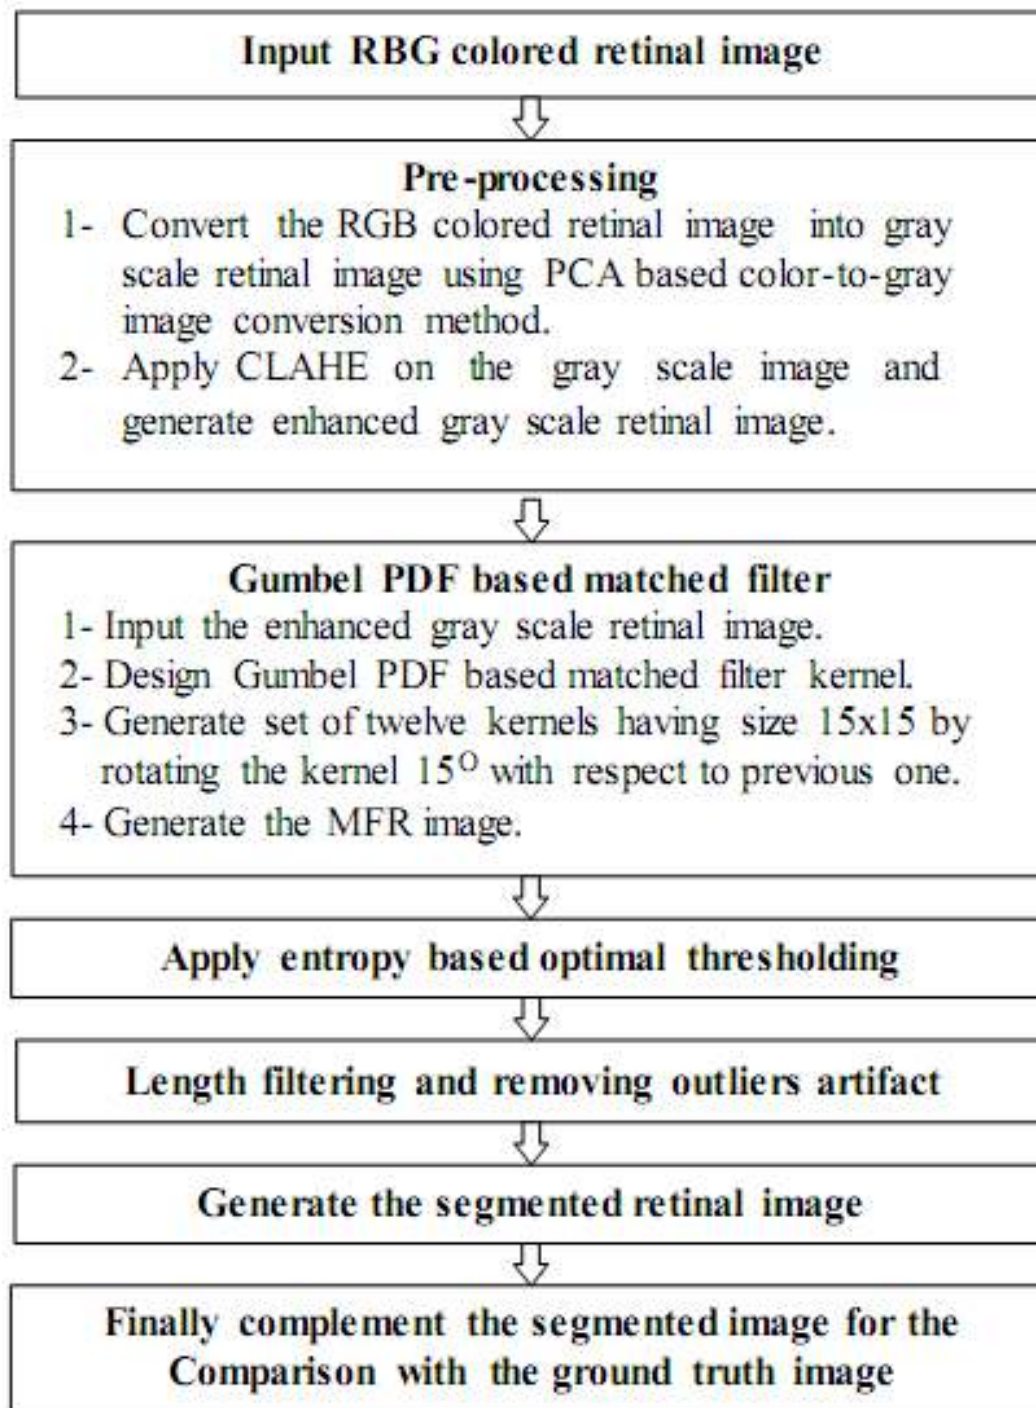 Input RBG colored retinal image
Pre-processing
1- Convert the RGB colored retinal image into gray
scale retinal image using PCA based color-to-gray
image conversion method.
2- Apply CLAHE on the gray scale image and
generate enhanced gray scale retinal image.
Gumbel PDF based matched filter
1- Input the enhanced gray scale retinal image.
2- Design Gumbel PDF based matched filter kernel.
3- Generate set of twelve kernels having size 15x15 by
rotating the kernel 15ᴼ with respect to previous one.
4- Generate the MFR image.
Apply entropy based optimal thresholding
Length filtering and removing outliers artifact
Generate the segmented retinal image
Finally complement the segmented image for the
Comparison with the ground truth image